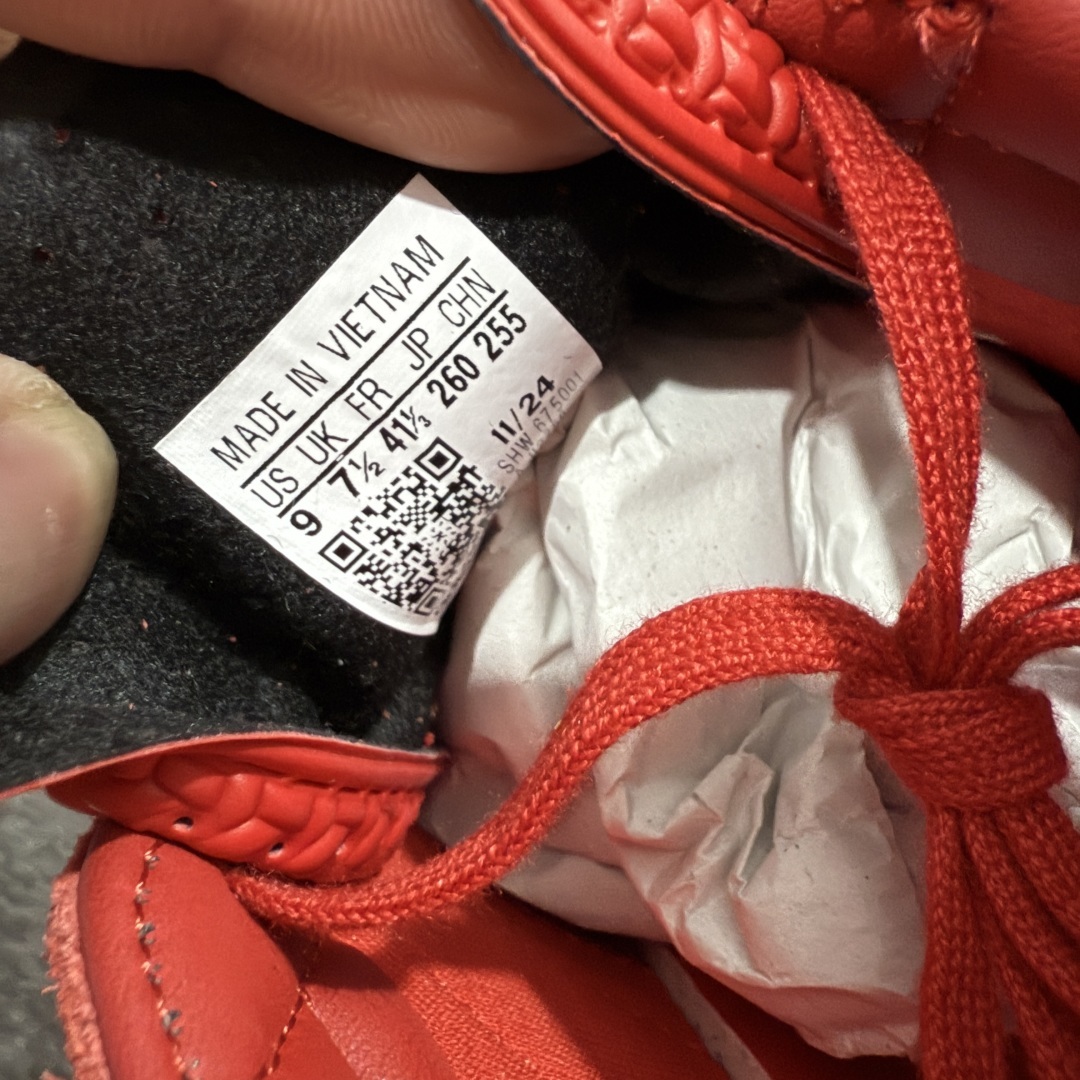 MADE IN VIETNAM
US UK FR JP CHN
9 7½ 41⅓ 260 255
11/24
SHW 675001